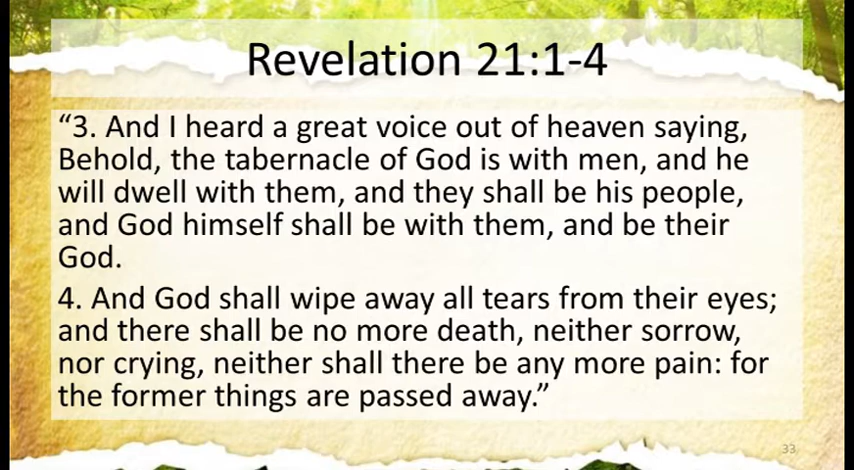 Revelation 21:1-4
“3. And I heard a great voice out of heaven saying,
Behold, the tabernacle of God is with men, and he
will dwell with them, and they shall be his people,
and God himself shall be with them, and be their
God.
4. And God shall wipe away all tears from their eyes;
and there shall be no more death, neither sorrow,
nor crying, neither shall there be any more pain: for
the former things are passed away.”
33